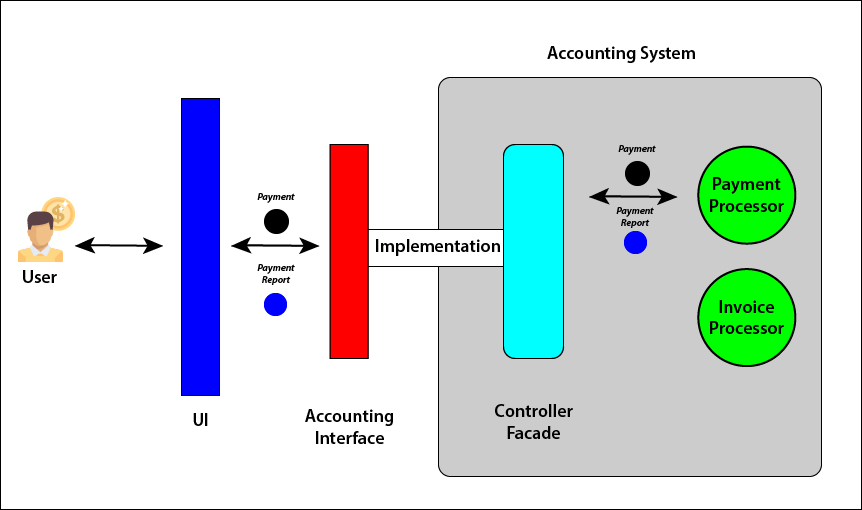 Accounting System
Payment
Payment
Processor
Payment
Report
Payment
Payment
Report
Implementation
User
Invoice
Processor
UI
Accounting
Interface
Controller
Facade